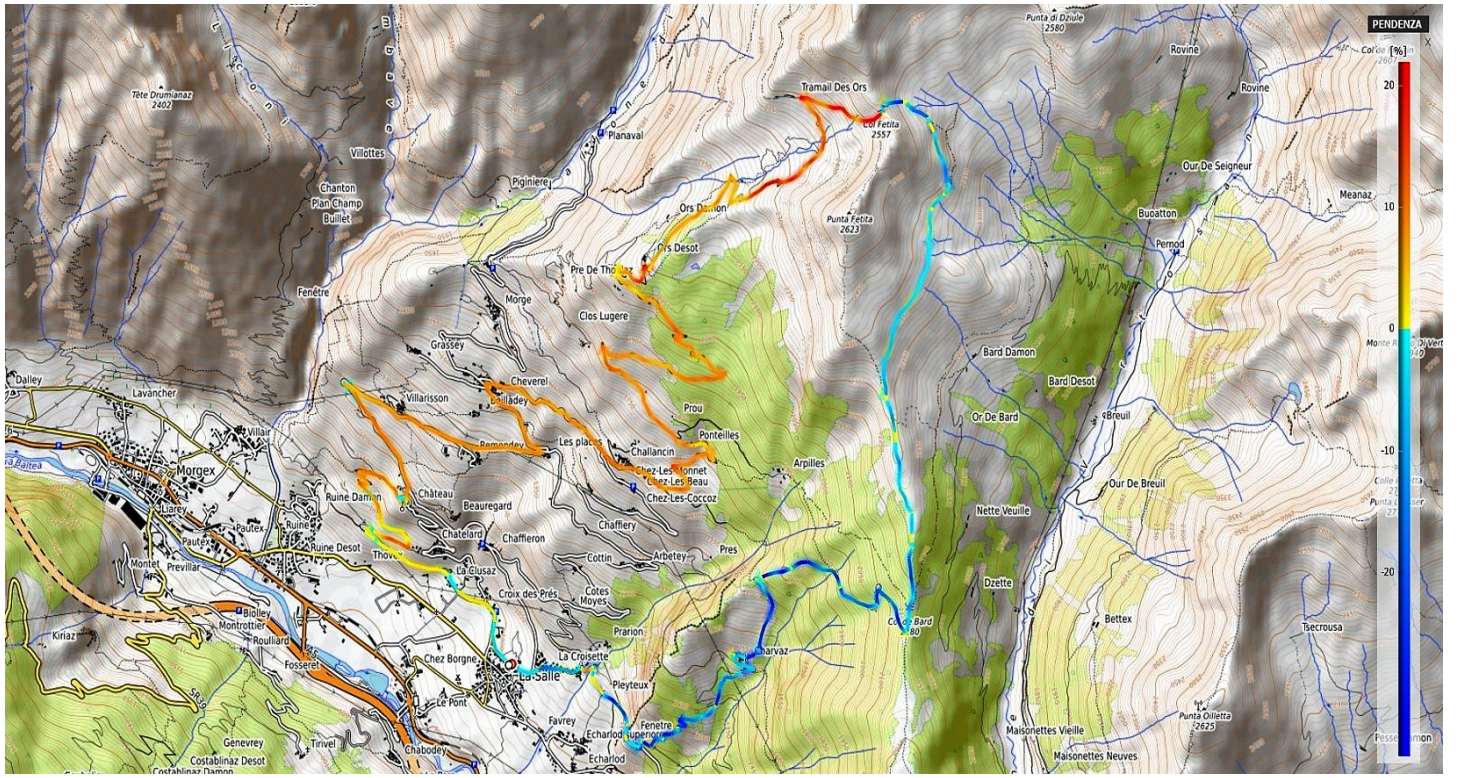 Punta di Dziule
2580
PENDENZA
X
Rovine
[%]
Tête Drumianaz
2402
Tramail Des Ors
20
Rovine
Col Fetita
2557
Planaval
Villottes
Our De Seigneur
Piginiere
Chanton
Plan Champ
Buillet
Meanaz
10
Ors Damon
Buoatton
Punta Fetita
2623
Pernod
Ors Desot
Fenêtre
Morge
Clos Lugere
0
Grassey
Bard Damon
Dalley
Lavancher
Cheverel
Bard Desot
Villarisson
Beilladey
Prou
Or De Bard
Breuil
Villair
Ponteilles
Remondey
Les places
Challancin
-10
Arpilles
Morgex
Chez-Les-Monnet
Chez-Les Beau
Our De Breuil
Chez-Les-Coccoz
Ruine Damon
Château
Liarey
Beauregard
Nette Veuille
Ruine
Chaffiery
Pautex
Chatelard
Chaffieron
Pautex
Ruine Desot
Thovex
Pres
Arbetey
Cottin
Montet
Previllar
La Clusaz
-20
Dzette
Croix des Prés
Cotes
Moyes
Biolley
Montrottier
Bettex
Kiriaz
Roulliard
Prarion
Tsecrousa
Fosseret
Chez Borgne
La Croisette
La Salle
Pleyteux
SR39
Le Pont
Punta Oilletta
2625
Favrey
Fenetre
Echarlod Superiore
Maisonettes Vieille
Genevrey
Tirivel
Chabodey
Echarlod
Costablinaz Desot
Maisonettes Neuves
Costablinaz Damon